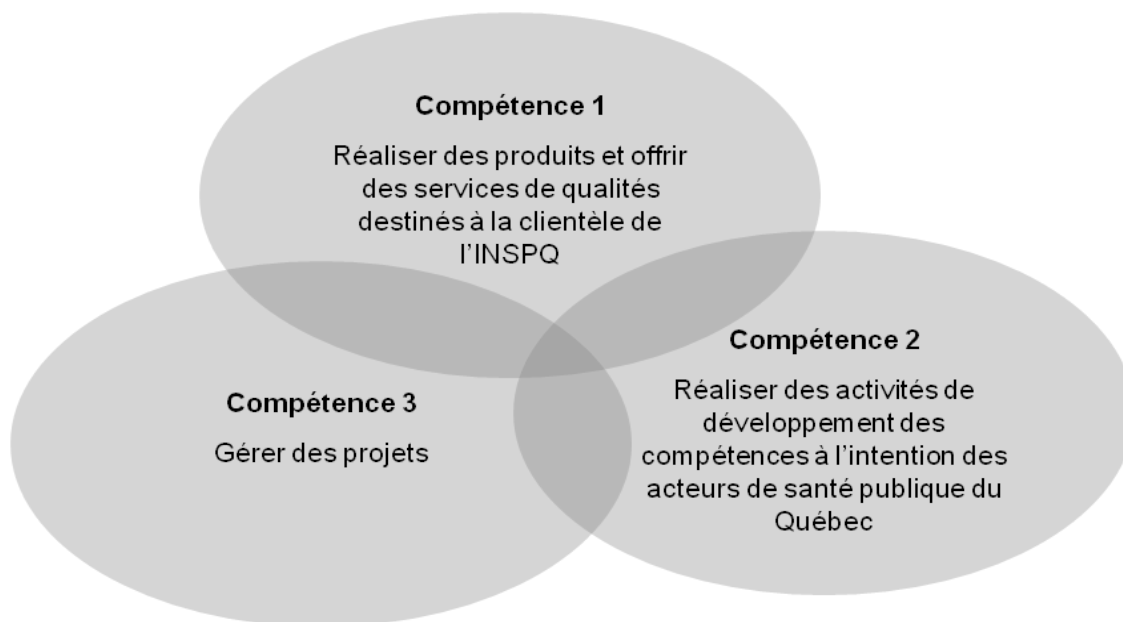 Compétence 1
Réaliser des produits et offrir
des services de qualités
destinés à la clientèle de
l'INSPQ
Compétence 2
Réaliser des activités de
développement des
compétences à l'intention des
acteurs de santé publique du
Québec
Compétence 3
Gérer des projets